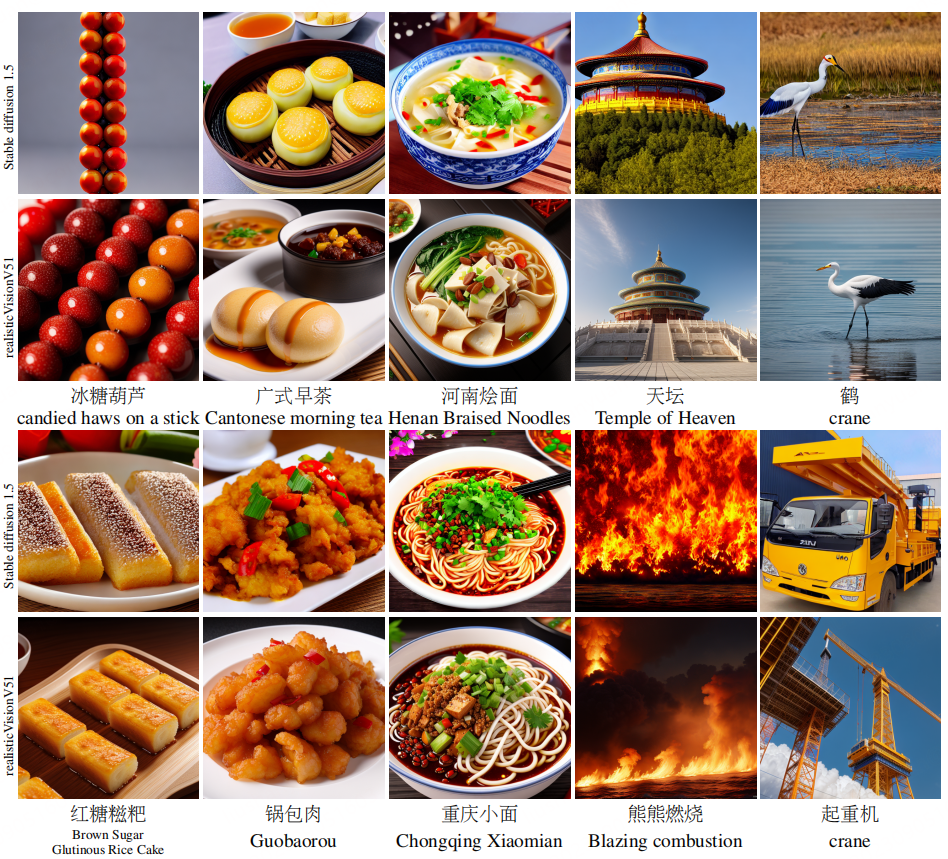 Stable diffusion 1.5
realisticVisionV51
冰糖葫芦 广式早茶 河南烩面 天坛 鹤
candied haws on a stick Cantonese morning tea Henan Braised Noodles Temple of Heaven crane
Stable diffusion 1.5
realisticVisionV51
红糖糍粑 锅包肉 重庆小面 熊熊燃烧 起重机
Brown Sugar
Glutinous Rice Cake Guobaorou Chongqing Xiaomian Blazing combustion crane